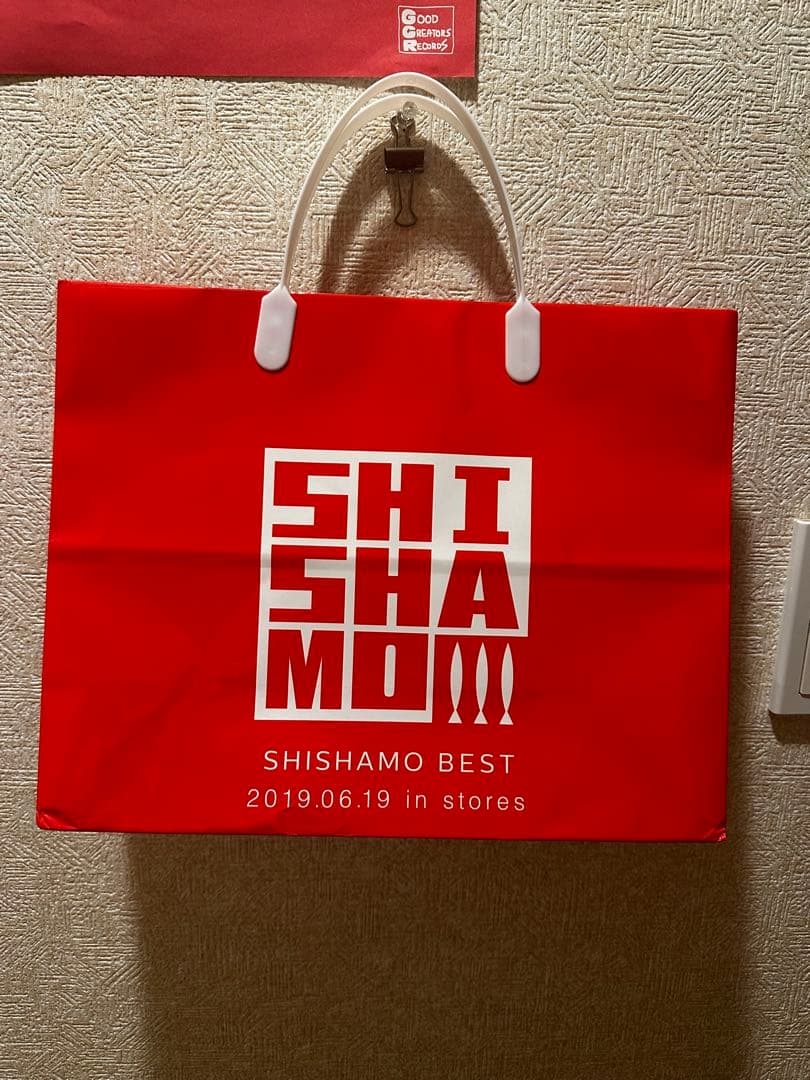 GOOD
CREATORS
RECORDS
SHI
SHA
MO
SHISHAMO BEST
2019.06.19 in stores